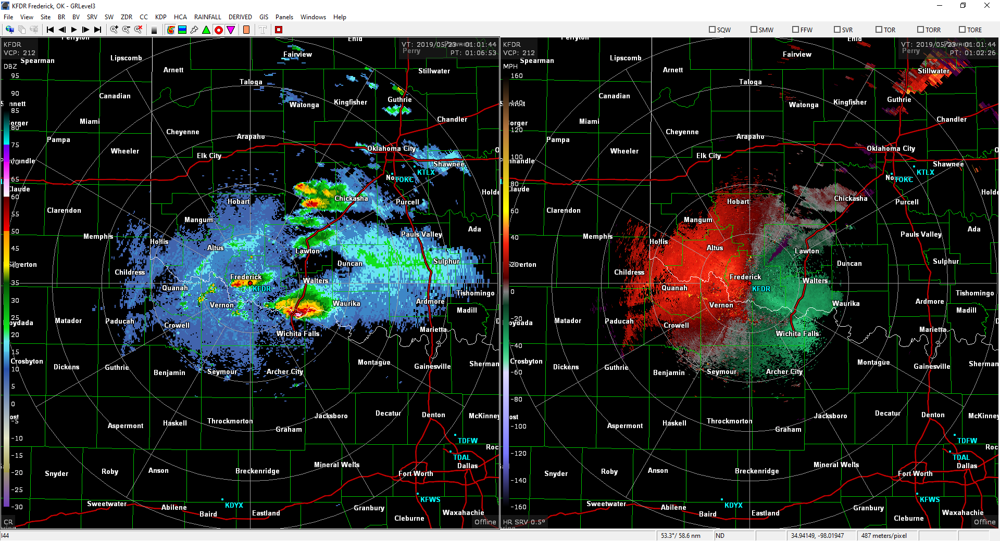 KFDR Frederick, OK - GRLevel3
File View Site BR BV SRV SW ZDR CC KDP HCA RAINFALL DERIVED GIS Panels Windows Help
SQW SMW FFW SVR TOR TORR TORE
KFDR
VCP: 212
VT: 2019/05/23 01:01:44
PT: 01:06:53
DBZ
95
90
85
80
75
70
65
60
55
50
45
40
35
30
25
20
15
10
5
0
-5
-10
-15
-20
-25
-30
Perryton
Enid
Perry
Spearman
Lipscomb
Fairview
Arnett
Stillwater
Taloga
Canadian
Guthrie
Kingfisher
Watonga
Miami
Chandler
Cheyenne
Arapaho
Pampa
Wheeler
Oklahoma City
Elk City
Shawnee
KTLX
TOKC
Claude
Chickasha
Hobart
Purcell
Clarendon
Mangum
Ada
Memphis
Pauls Valley
Hollis
Altus
Lawton
Duncan
Sulphur
Childress
Frederick
Walters
Quanah
KFDR
Tishomingo
Vernon
Waurika
Ardmore
Madill
Matador
Paducah
Crowell
Marietta
Wichita Falls
Crosbyton
Montague
Sherman
Dickens
Guthrie
Gainesville
Benjamin
Seymour
Archer City
Decatur
Denton
McKinney
Jacksboro
Throckmorton
Haskell
Aspermont
Graham
TDFW
TDAL
Dallas
Mineral Wells
Snyder
Roby
Anson
Breckenridge
Fort Worth
KFWS
Sweetwater
KDYX
Abilene
Baird
Eastland
Granbury
Waxahachie
Cleburne
CR
Offline
KFDR
VCP: 212
VT: 2019/05/23 01:01:44
PT: 01:02:26
MPH
160
140
120
100
80
60
40
20
0
-20
-40
-60
-80
-100
-120
-140
-160
Perryton
Enid
Perry
Spearman
Lipscomb
Fairview
Arnett
Stillwater
Taloga
Canadian
Guthrie
Kingfisher
Watonga
Miami
Chandler
Cheyenne
Arapaho
Pampa
Wheeler
Oklahoma City
Elk City
Shawnee
KTLX
TOKC
Chickasha
Hobart
Purcell
Clarendon
Mangum
Ada
Memphis
Pauls Valley
Hollis
Altus
Lawton
Duncan
Sulphur
Childress
Frederick
Walters
Quanah
KFDR
Tishomingo
Vernon
Waurika
Ardmore
Madill
Matador
Paducah
Crowell
Marietta
Wichita Falls
Crosbyton
Montague
Sherman
Dickens
Guthrie
Gainesville
Benjamin
Seymour
Archer City
Decatur
Denton
McKinney
Jacksboro
Throckmorton
Haskell
Aspermont
Graham
TDFW
TDAL
Dallas
Mineral Wells
Snyder
Roby
Anson
Breckenridge
Fort Worth
KFWS
Sweetwater
KDYX
Abilene
Baird
Eastland
Granbury
Waxahachie
Cleburne
HR SRV 0.5°
Offline
I44
53.3°/ 58.6 nm
ND
34.94149, -98.01947
487 meters/pixel